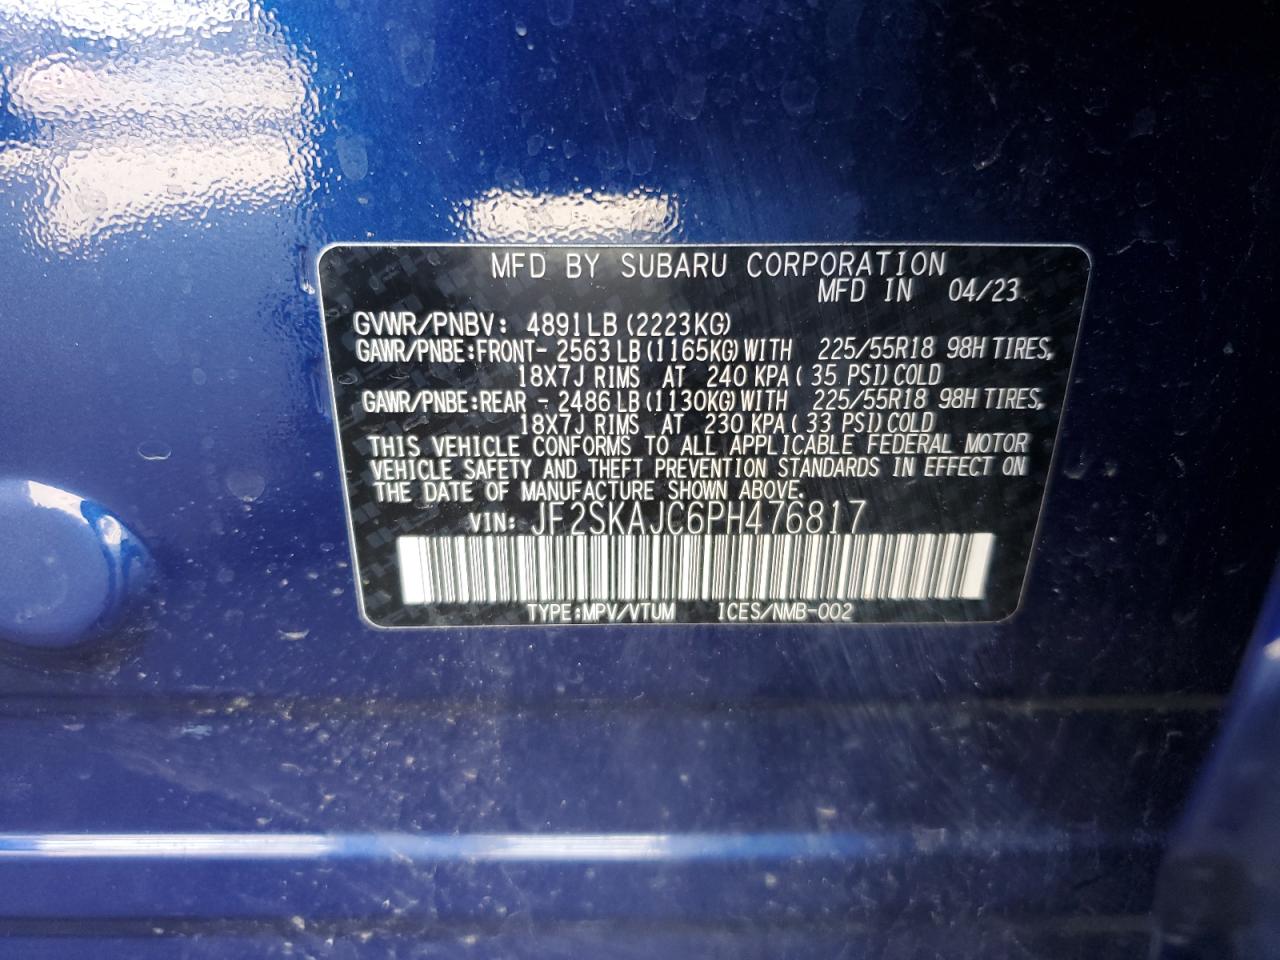 MFD BY SUBARU CORPORATION
MFD IN 04/23
GVWR/PNBV: 4891LB (2223KG)
GAWR/PNBE:FRONT- 2563LB (1165KG) WITH 225/55R18 98H TIRES,
18X7J RIMS AT 240 KPA ( 35 PSI) COLD
GAWR/PNBE:REAR - 2486LB (1130KG) WITH 225/55R18 98H TIRES,
18X7J RIMS AT 230 KPA ( 33 PSI) COLD
THIS VEHICLE CONFORMS TO ALL APPLICABLE FEDERAL MOTOR
VEHICLE SAFETY AND THEFT PREVENTION STANDARDS IN EFFECT ON
THE DATE OF MANUFACTURE SHOWN ABOVE.
VIN: JF2SKAJC6PH476817
TYPE:MPV/VTUM ICES/NMB-002